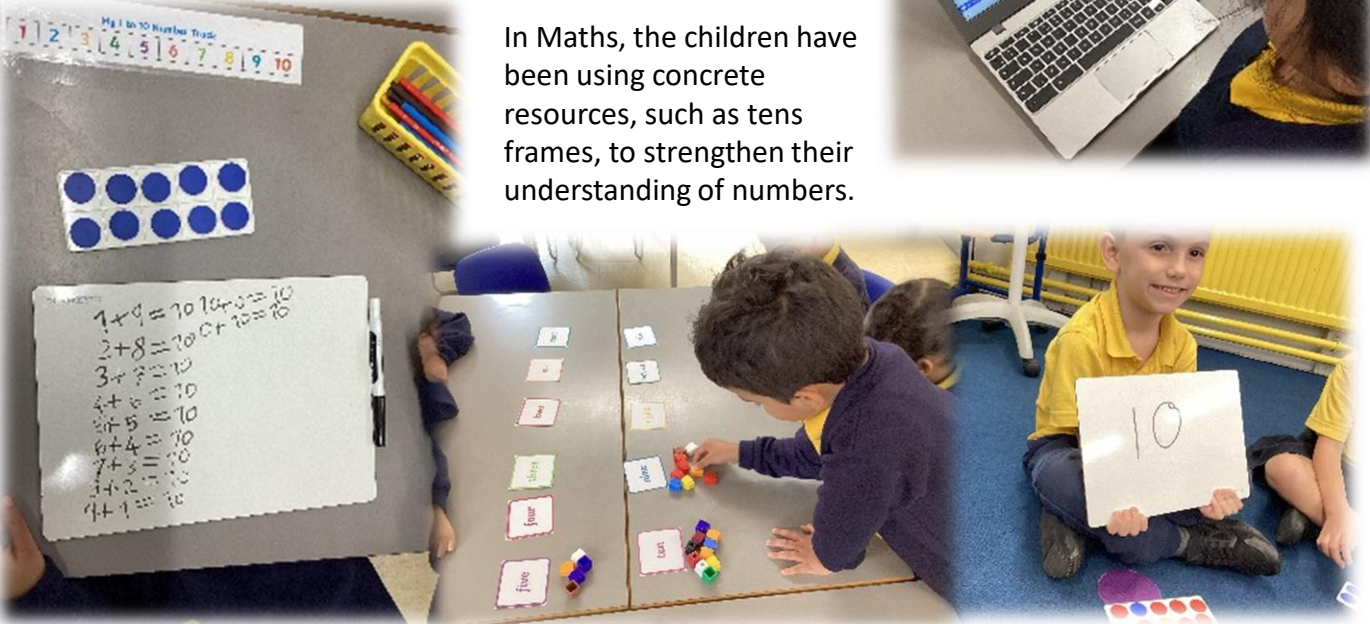 My 1 to 10 Number Track
1 2 3 4 5 6 7 8 9 10
In Maths, the children have
been using concrete
resources, such as tens
frames, to strengthen their
understanding of numbers.
1+9=10 10+0=10
2+8=10 0+10=10
3+7=10
4+6=10
5+5=10
6+4=10
7+3=10
8+2=10
9+1=10
two
three
four
five
nine
ten
10